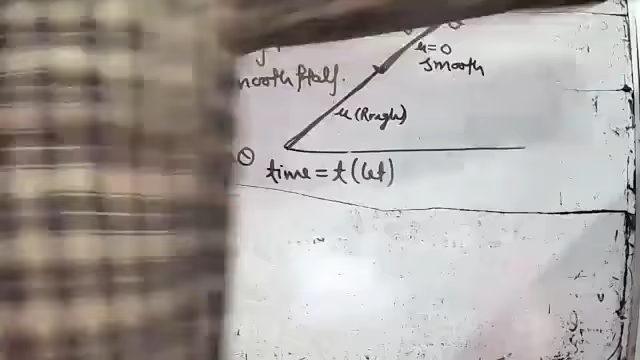 μ=0
smooth
smooth half.
μ(Rough)
time = t (let)